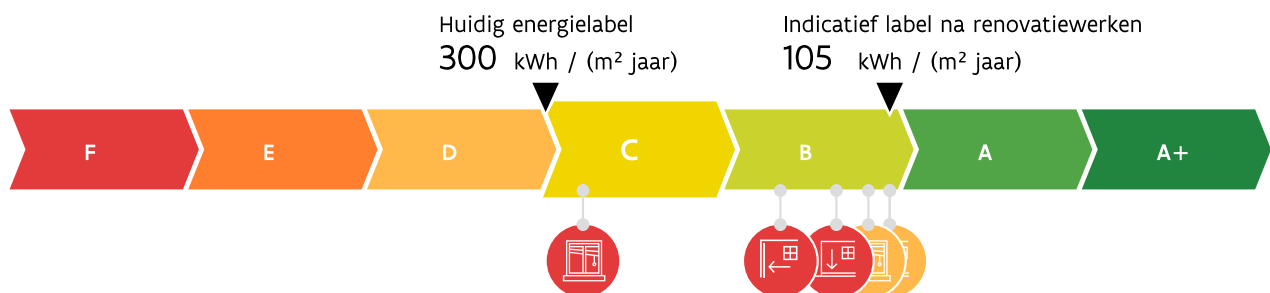 Huidig energielabel
300 kWh / (m² jaar)
Indicatief label na renovatiewerken
105 kWh / (m² jaar)
F
E
D
C
B
A
A+